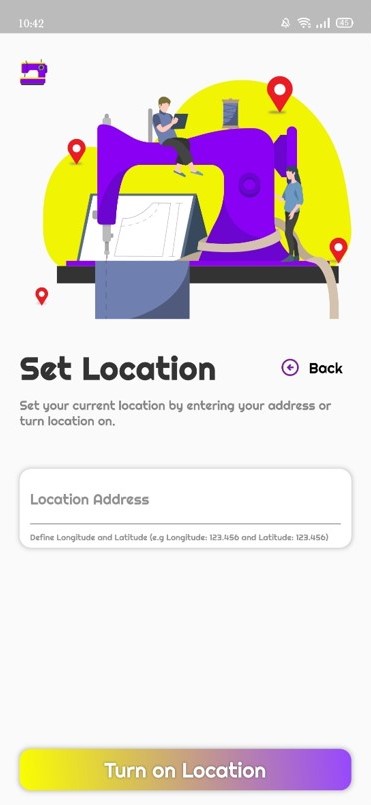 10:42
45
Set Location
Back
Set your current location by entering your address or
turn location on.
Location Address
Define Longitude and Latitude (e.g Longitude: 123.456 and Latitude: 123.456)
Turn on Location